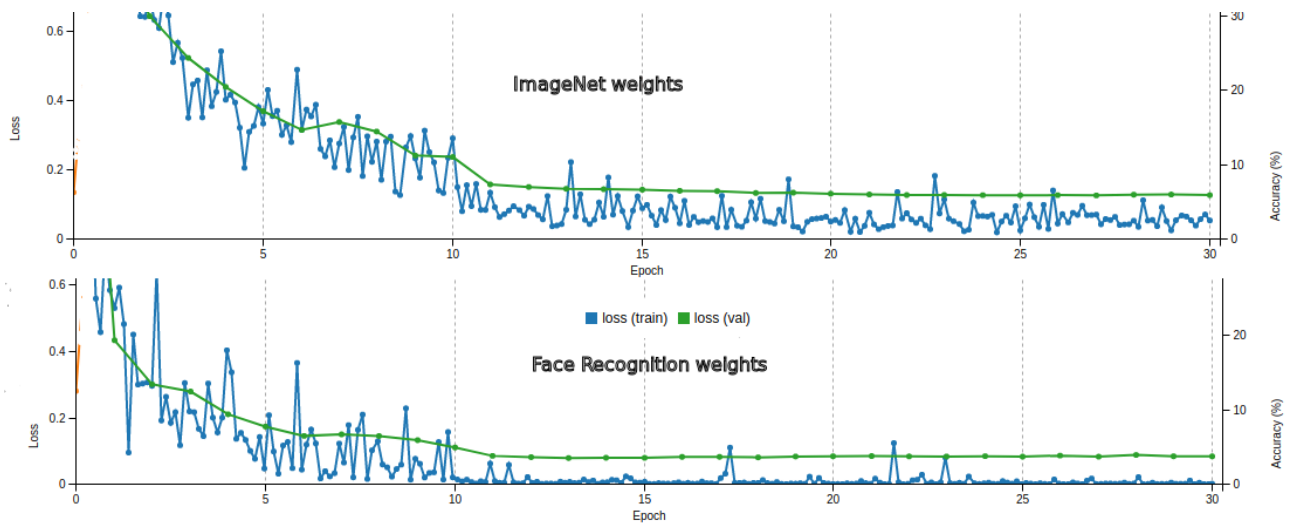 0.6
0.4
0.2
0
Loss
ImageNet weights
30
20
10
0
Accuracy (%)
0 5 10 15 20 25 30
Epoch
0.6
0.4
0.2
0
Loss
loss (train) loss (val)
Face Recognition weights
20
10
0
Accuracy (%)
0 5 10 15 20 25 30
Epoch